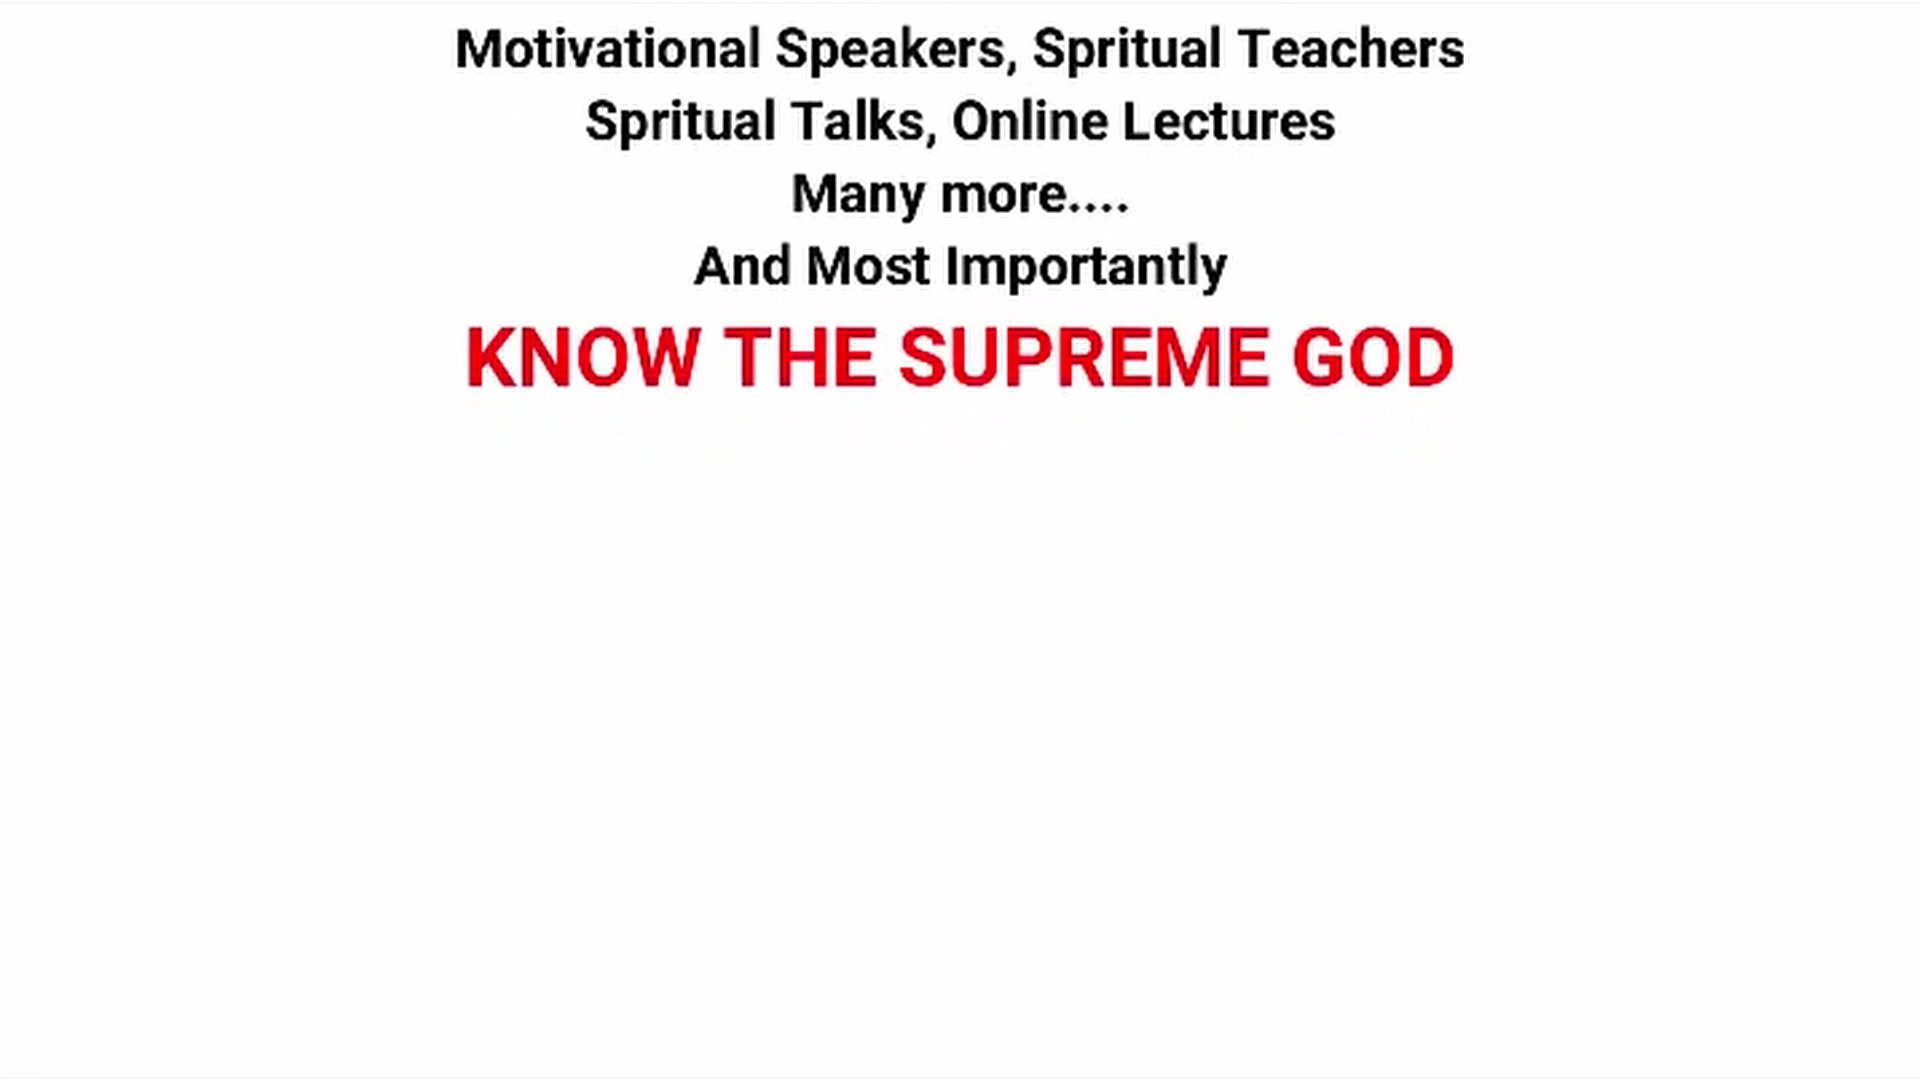 Motivational Speakers, Spritual Teachers
Spritual Talks, Online Lectures
Many more....
And Most Importantly
KNOW THE SUPREME GOD